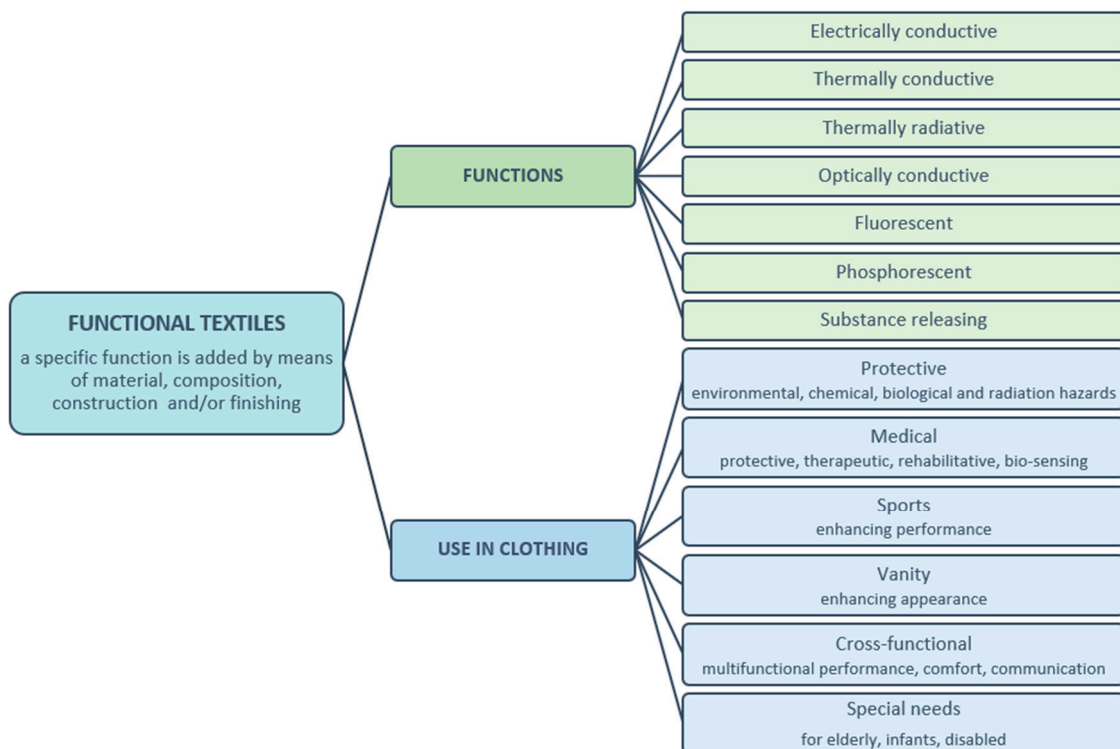 FUNCTIONAL TEXTILES
a specific function is added by means
of material, composition,
construction and/or finishing
FUNCTIONS
Electrically conductive
Thermally conductive
Thermally radiative
Optically conductive
Fluorescent
Phosphorescent
Substance releasing
USE IN CLOTHING
Protective
environmental, chemical, biological and radiation hazards
Medical
protective, therapeutic, rehabilitative, bio-sensing
Sports
enhancing performance
Vanity
enhancing appearance
Cross-functional
multifunctional performance, comfort, communication
Special needs
for elderly, infants, disabled